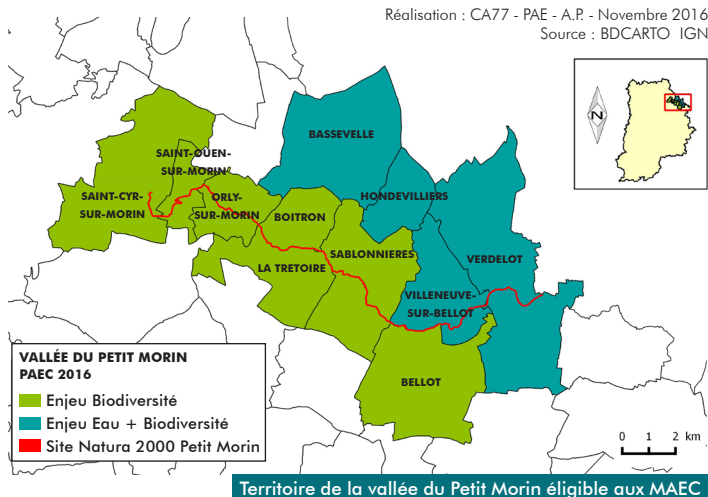 Réalisation : CA77 - PAE - A.P. - Novembre 2016
Source : BDCARTO IGN
N
BASSEVELLE
SAINT-OUEN-
SUR-MORIN
SAINT-CYR-
SUR-MORIN
ORLY-
SUR-MORIN
HONDEVILLIERS
BOITRON
SABLONNIERES
VERDELOT
LA TRETOIRE
VILLENEUVE-
SUR-BELLOT
BELLOT
VALLÉE DU PETIT MORIN
PAEC 2016
Enjeu Biodiversité
Enjeu Eau + Biodiversité
Site Natura 2000 Petit Morin
0 1 2 km
Territoire de la vallée du Petit Morin éligible aux MAEC